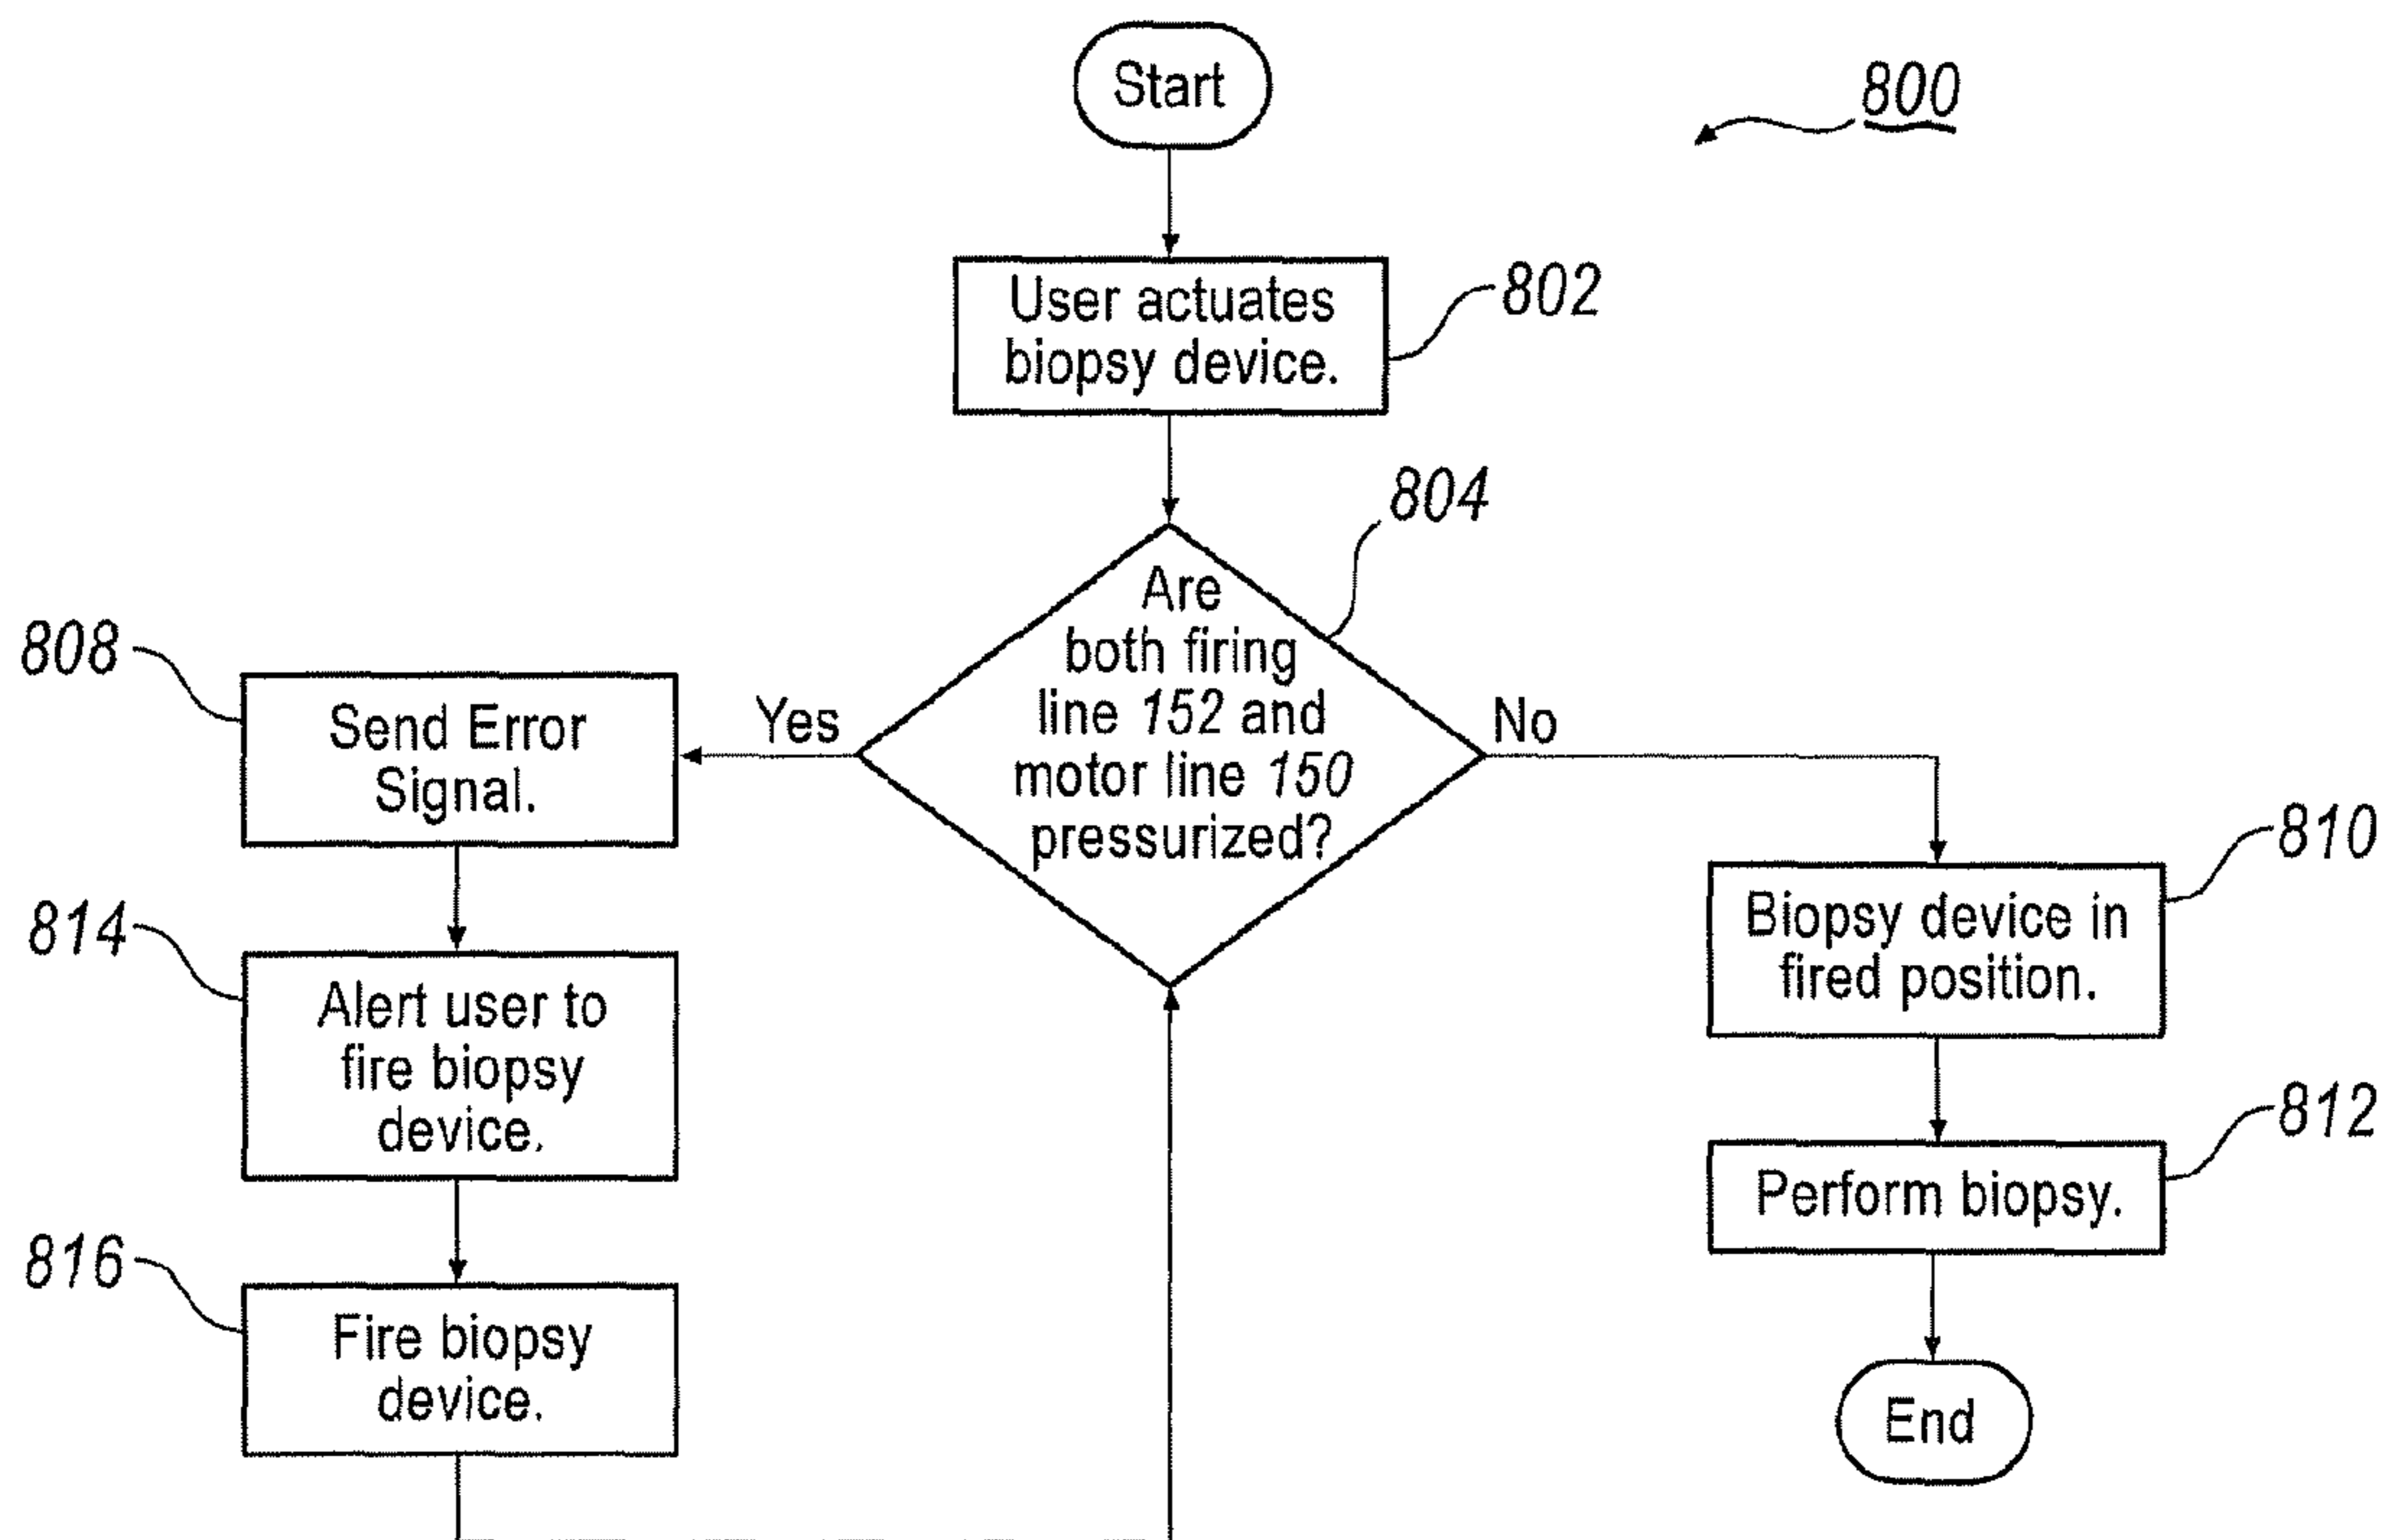 Start
800
User actuates
biopsy device.
802
Are
both firing
line 152 and
motor line 150
pressurized?
804
Yes
No
808
Send Error
Signal.
814
Alert user to
fire biopsy
device.
816
Fire biopsy
device.
Biopsy device in
fired position.
810
Perform biopsy.
812
End